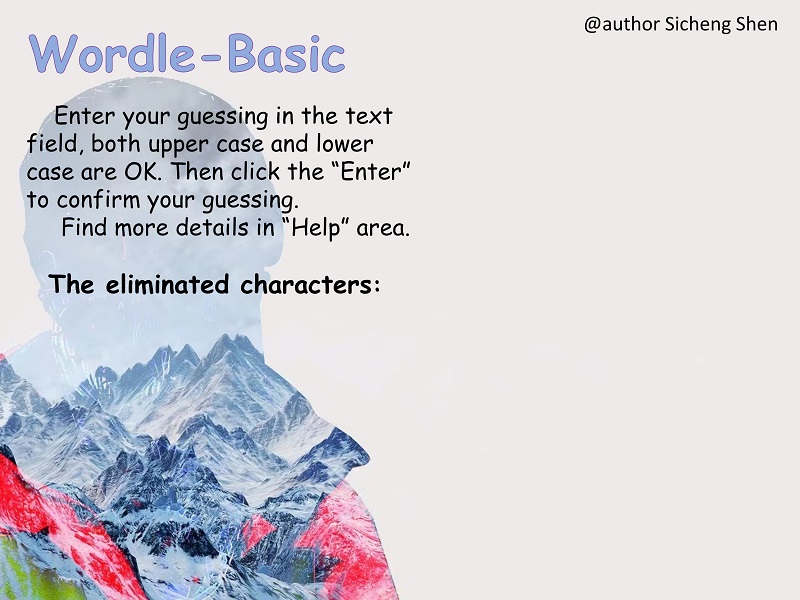 @author Sicheng Shen
Wordle-Basic
Enter your guessing in the text
field, both upper case and lower
case are OK. Then click the “Enter”
to confirm your guessing.
Find more details in “Help” area.
The eliminated characters: